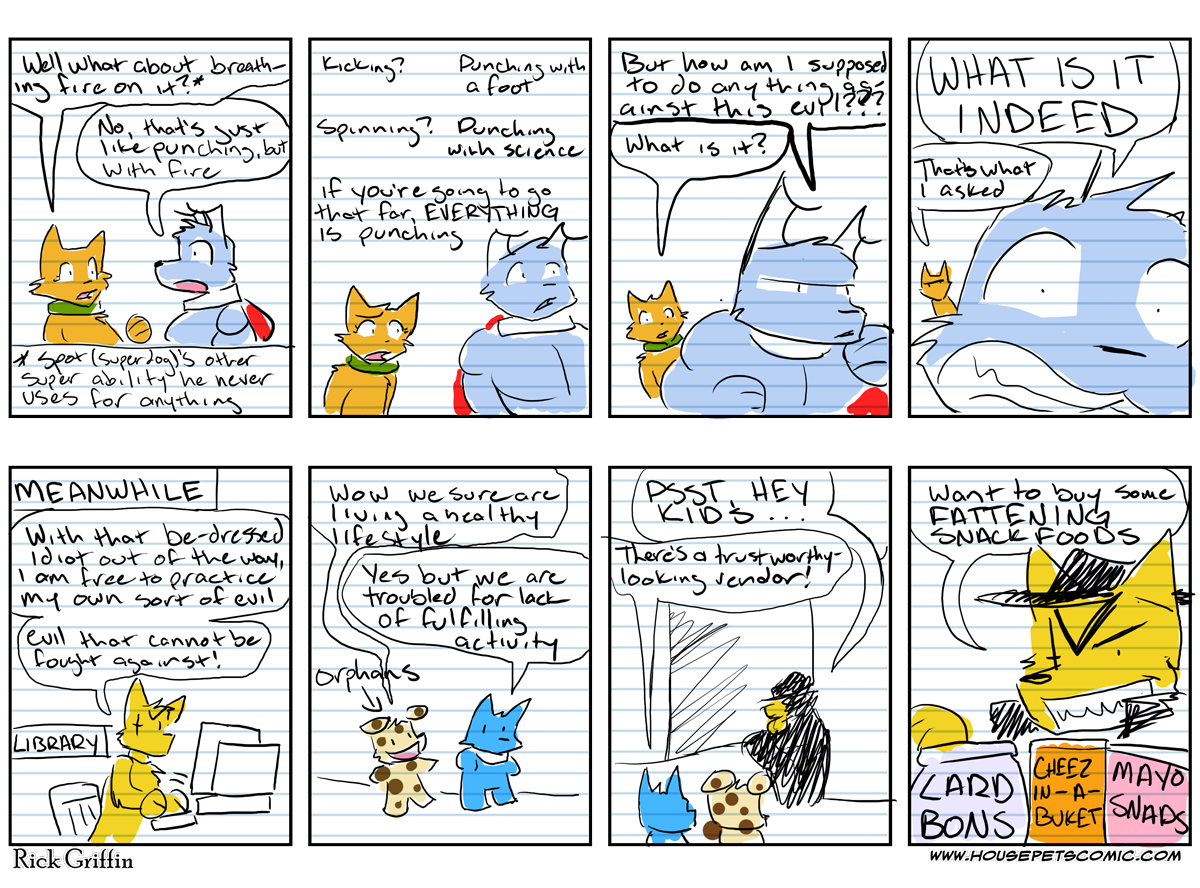 Well what about breath-
ing fire on it?*
No, that's just
like punching, but
with fire
* Spot (superdog)'s other
super ability he never
uses for anything
Kicking?
Punching with
a foot
Spinning?
Punching
with science
If you're going to go
that far, EVERYTHING
is punching
But how am I supposed
to do anything ag-
ainst this evil???
What is it?
WHAT IS IT
INDEED
That's what
I asked
MEANWHILE
With that be-dressed
idiot out of the way,
I am free to practice
my own sort of evil
evil that cannot be
fought against!
LIBRARY
Wow we sure are
living a healthy
lifestyle
Yes but we are
troubled for lack
of fulfilling
activity
orphans
PSST, HEY
KIDS...
There's a trustworthy-
looking vendor!
Want to buy some
FATTENING
SNACK FOODS
LARD
BONS
CHEEZ
IN-A-
BUKET
MAYO
SNAPS
Rick Griffin
WWW.HOUSEPETSCOMIC.COM